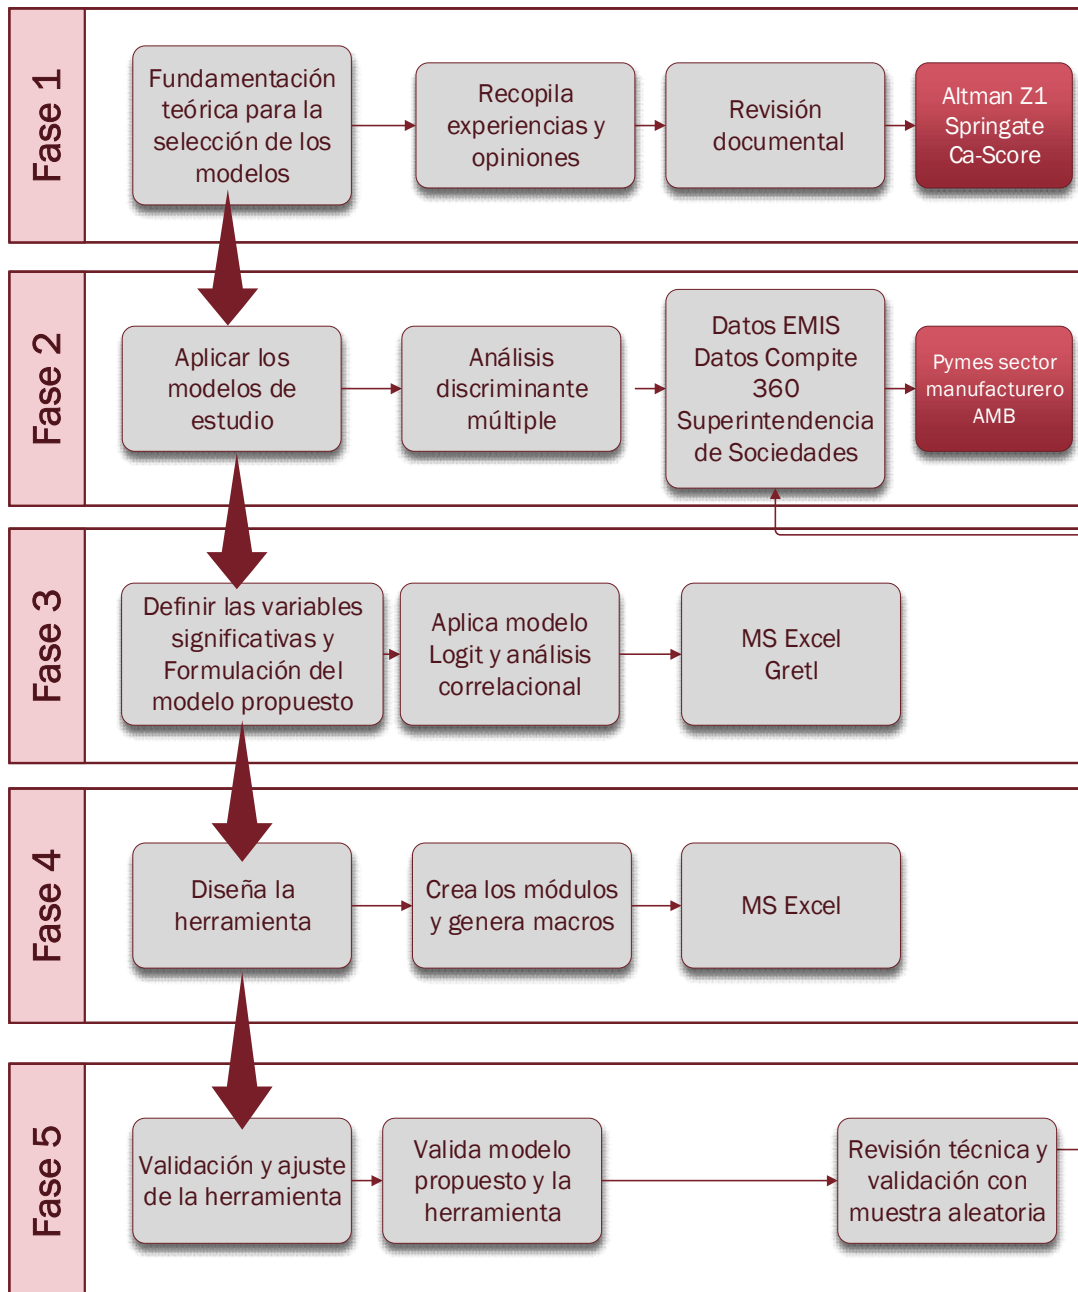 Fase 1
Fundamentación
teórica para la
selección de los
modelos
Recopila
experiencias y
opiniones
Revisión
documental
Altman Z1
Springate
Ca-Score
Fase 2
Aplicar los
modelos de
estudio
Análisis
discriminante
múltiple
Datos EMIS
Datos Compite
360
Superintendencia
de Sociedades
Pymes sector
manufacturero
AMB
Fase 3
Definir las variables
significativas y
Formulación del
modelo propuesto
Aplica modelo
Logit y análisis
correlacional
MS Excel
Gretl
Fase 4
Diseña la
herramienta
Crea los módulos
y genera macros
MS Excel
Fase 5
Validación y ajuste
de la herramienta
Valida modelo
propuesto y la
herramienta
Revisión técnica y
validación con
muestra aleatoria